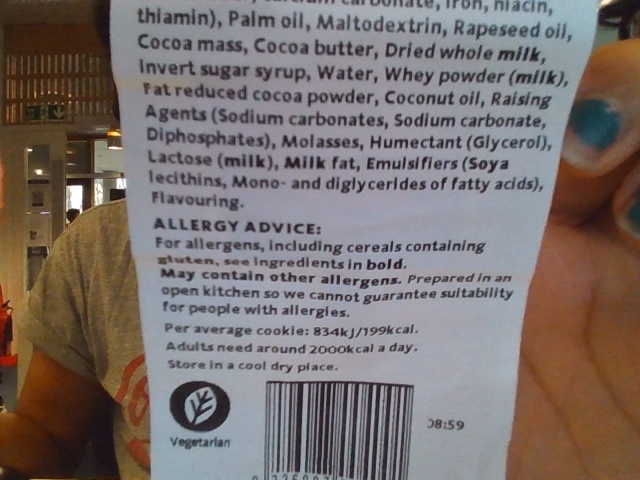 calcium carbonate, iron, niacin,
thiamin), Palm oil, Maltodextrin, Rapeseed oil,
Cocoa mass, Cocoa butter, Dried whole milk,
Invert sugar syrup, Water, Whey powder (milk),
Fat reduced cocoa powder, Coconut oil, Raising
Agents (Sodium carbonates, Sodium carbonate,
Diphosphates), Molasses, Humectant (Glycerol),
Lactose (milk), Milk fat, Emulsifiers (Soya
lecithins, Mono- and diglycerides of fatty acids),
Flavouring.
ALLERGY ADVICE:
For allergens, including cereals containing
gluten, see ingredients in bold.
May contain other allergens. Prepared in an
open kitchen so we cannot guarantee suitability
for people with allergies.
Per average cookie: 834kJ/199kcal.
Adults need around 2000kcal a day.
Store in a cool dry place.
Vegetarian
08:59